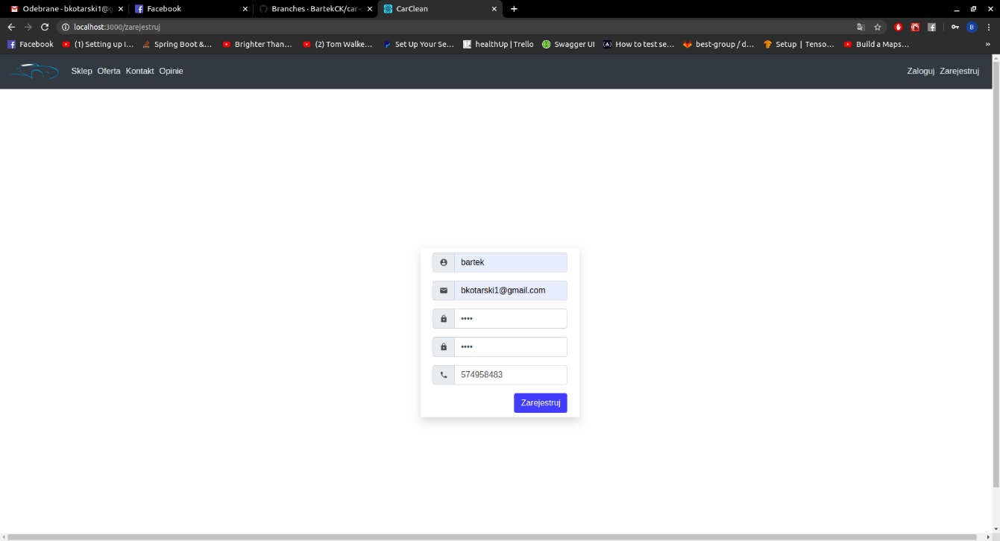 Odebrane - bkotarski1@g
Facebook
Branches · BartekCK/car-c
CarClean
localhost:3000/zarejestruj
B
Facebook
(1) Setting up I...
Spring Boot &...
Brighter Than...
(2) Tom Walke...
Set Up Your Se...
healthUp | Trello
Swagger UI
How to test se...
best-group / d...
Setup | Tenso...
Build a Maps...
»
Sklep Oferta Kontakt Opinie
Zaloguj Zarejestruj
bartek
bkotarski1@gmail.com
••••
••••
574958483
Zarejestruj